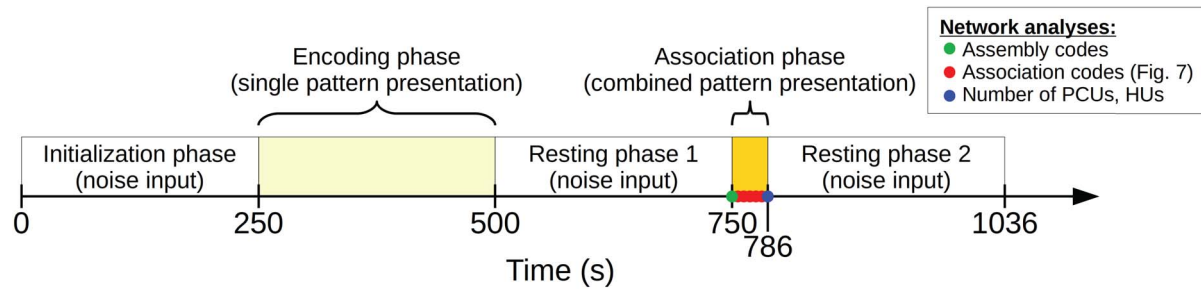 Network analyses:
Assembly codes
Association codes (Fig. 7)
Number of PCUs, HUs
Encoding phase
(single pattern presentation)
Association phase
(combined pattern presentation)
Initialization phase
(noise input)
Resting phase 1
(noise input)
Resting phase 2
(noise input)
0
250
500
750
786
1036
Time (s)